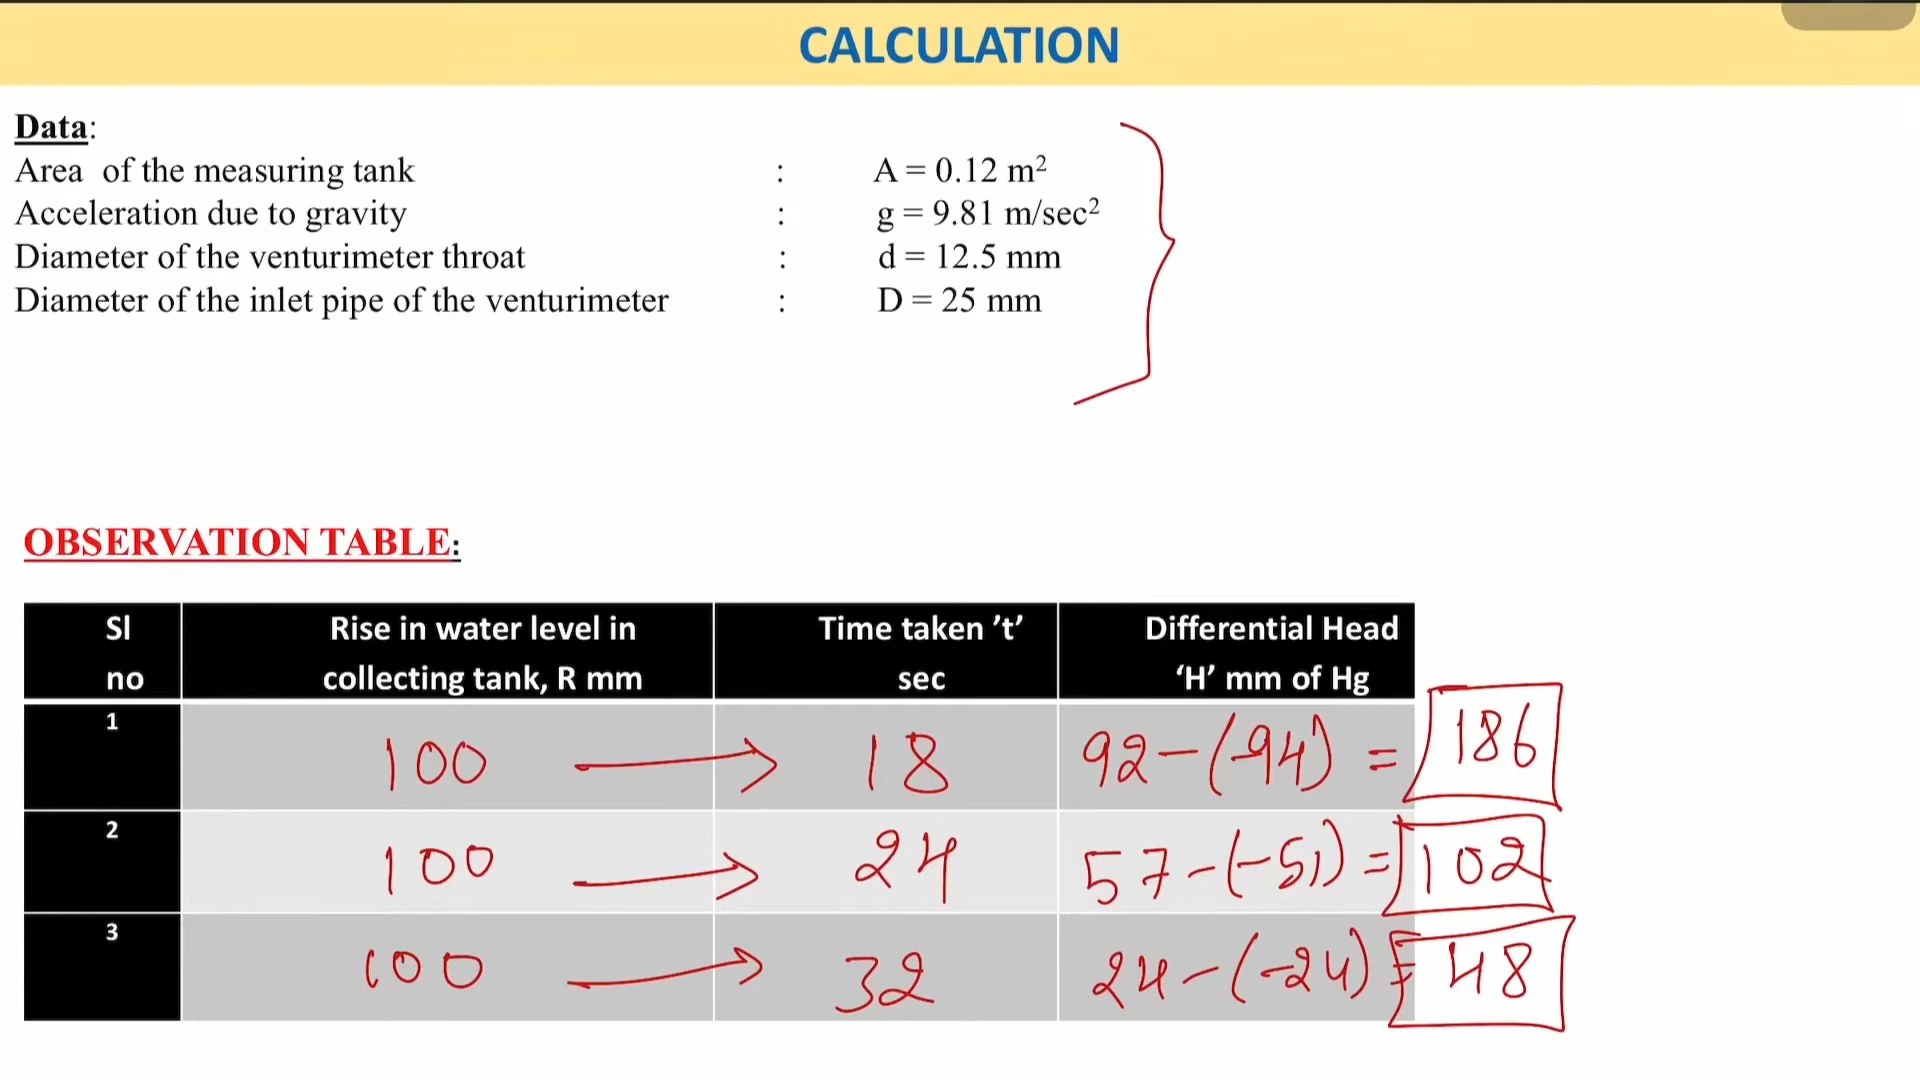 CALCULATION
Data:
Area of the measuring tank : A = 0.12 m²
Acceleration due to gravity : g = 9.81 m/sec²
Diameter of the venturimeter throat : d = 12.5 mm
Diameter of the inlet pipe of the venturimeter : D = 25 mm
OBSERVATION TABLE:
Sl no Rise in water level in collecting tank, R mm Time taken ’t’ sec Differential Head ‘H’ mm of Hg
1 100 → 18 92-(-94) = 186
2 100 → 24 57-(-51) = 102
3 100 → 32 24-(-24) = 48